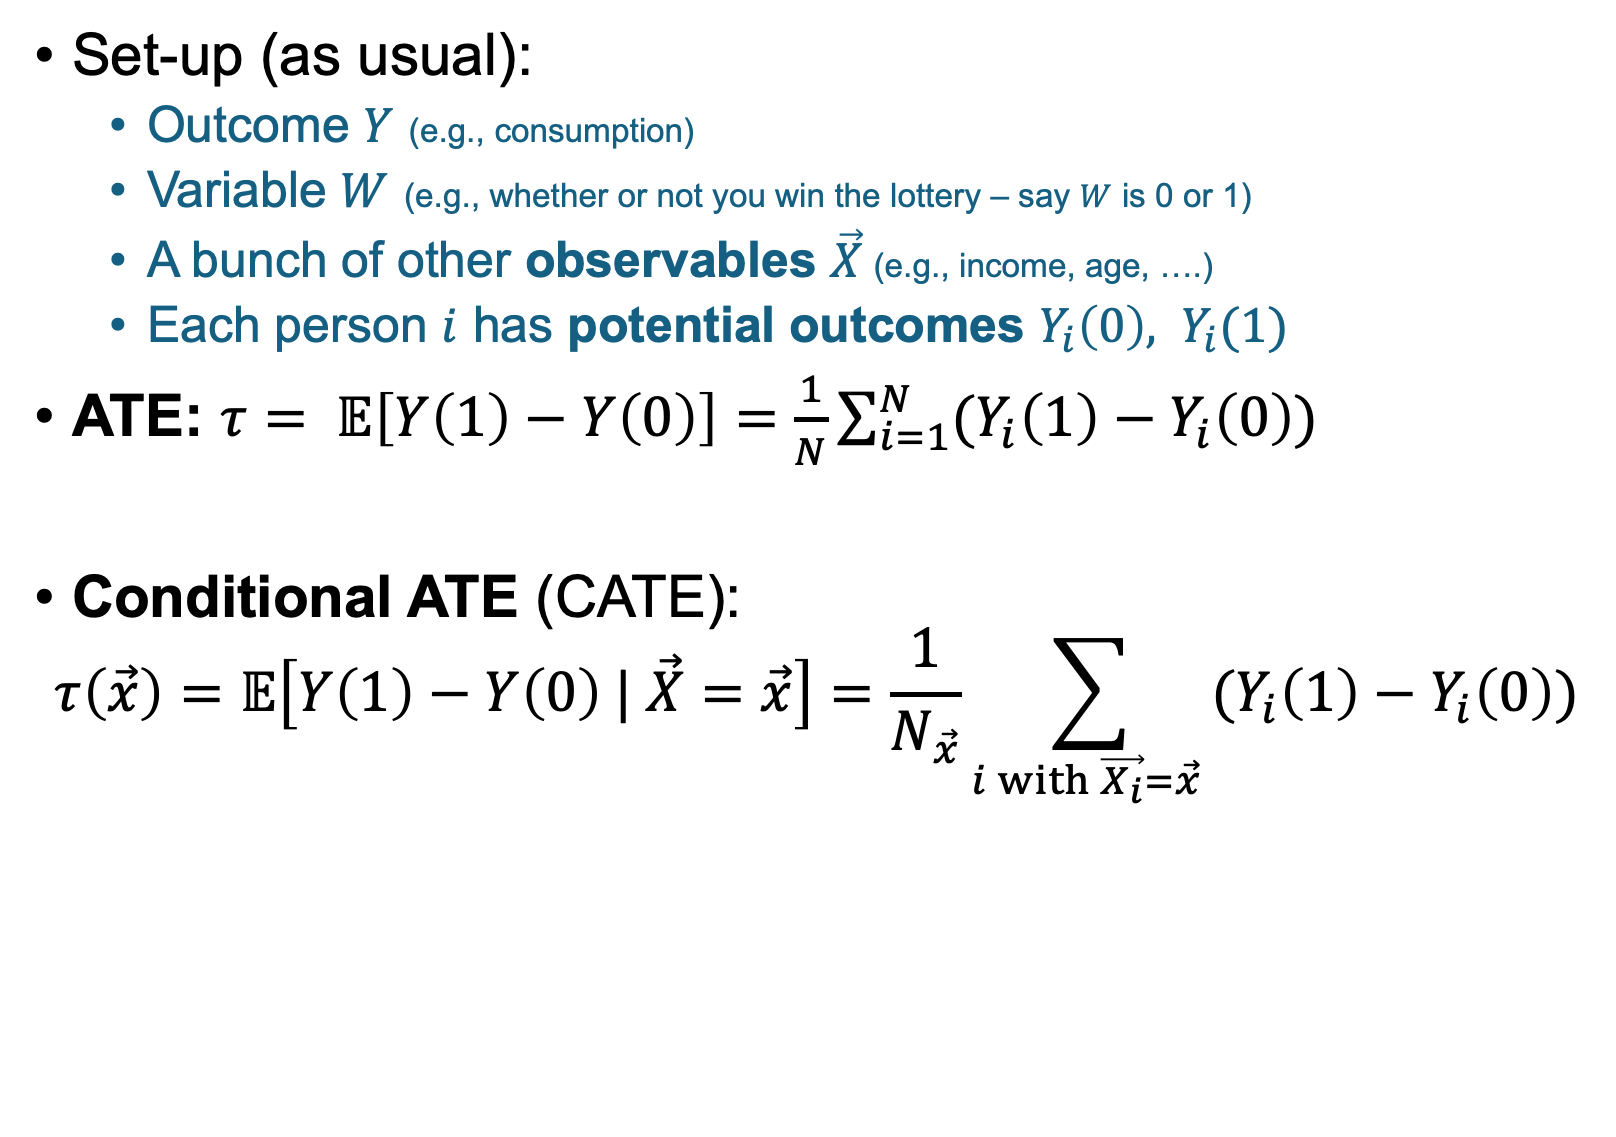 • Set-up (as usual):
• Outcome Y (e.g., consumption)
• Variable W (e.g., whether or not you win the lottery – say W is 0 or 1)
• A bunch of other observables X⃗ (e.g., income, age, ….)
• Each person i has potential outcomes Yᵢ(0), Yᵢ(1)
• ATE: τ = 𝔼[Y(1) − Y(0)] = 1/N ∑ᵢ₌₁ᴺ(Yᵢ(1) − Yᵢ(0))
• Conditional ATE (CATE):
τ(x⃗) = 𝔼[Y(1) − Y(0) | X⃗ = x⃗] = 1/N_x⃗ ∑_{i with X⃗ᵢ=x⃗} (Yᵢ(1) − Yᵢ(0))